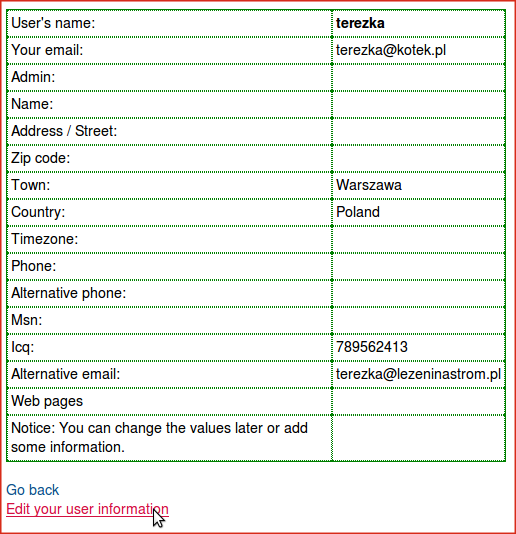 User's name: terezka
Your email: terezka@kotek.pl
Admin:
Name:
Address / Street:
Zip code:
Town: Warszawa
Country: Poland
Timezone:
Phone:
Alternative phone:
Msn:
Icq: 789562413
Alternative email: terezka@lezeninastrom.pl
Web pages
Notice: You can change the values later or add
some information.
Go back
Edit your user information